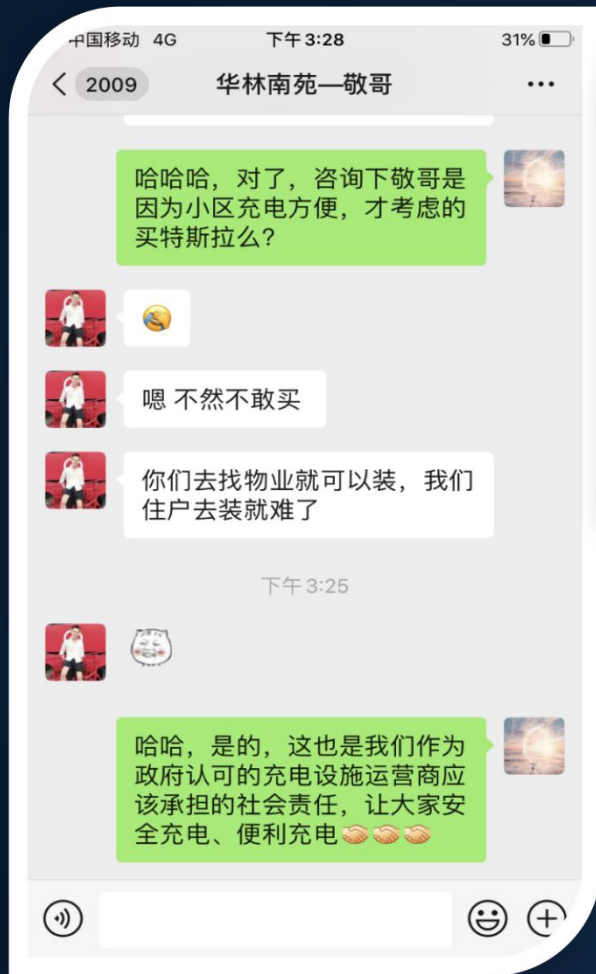 中国移动 4G 下午3:28 31%
2009 华林南苑—敬哥
哈哈哈，对了，咨询下敬哥是
因为小区充电方便，才考虑的
买特斯拉么？
嗯 不然不敢买
你们去找物业就可以装，我们
住户去装就难了
下午3:25
哈哈，是的，这也是我们作为
政府认可的充电设施运营商应
该承担的社会责任，让大家安
全充电、便利充电🤝🤝🤝